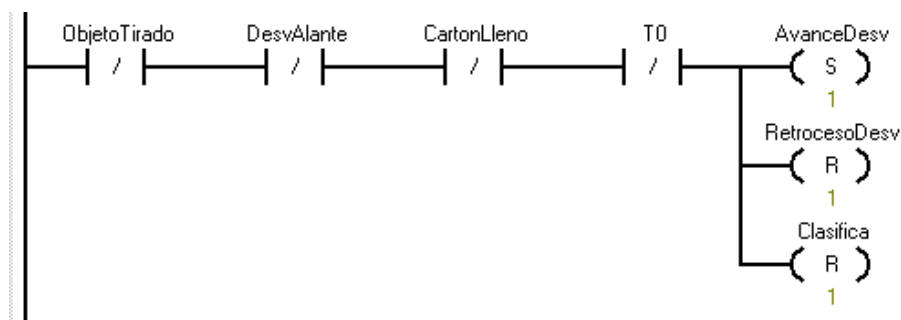 ObjetoTirado DesvAlante CartonLleno T0 AvanceDesv
/ / / / S
1
RetrocesoDesv
R
1
Clasifica
R
1